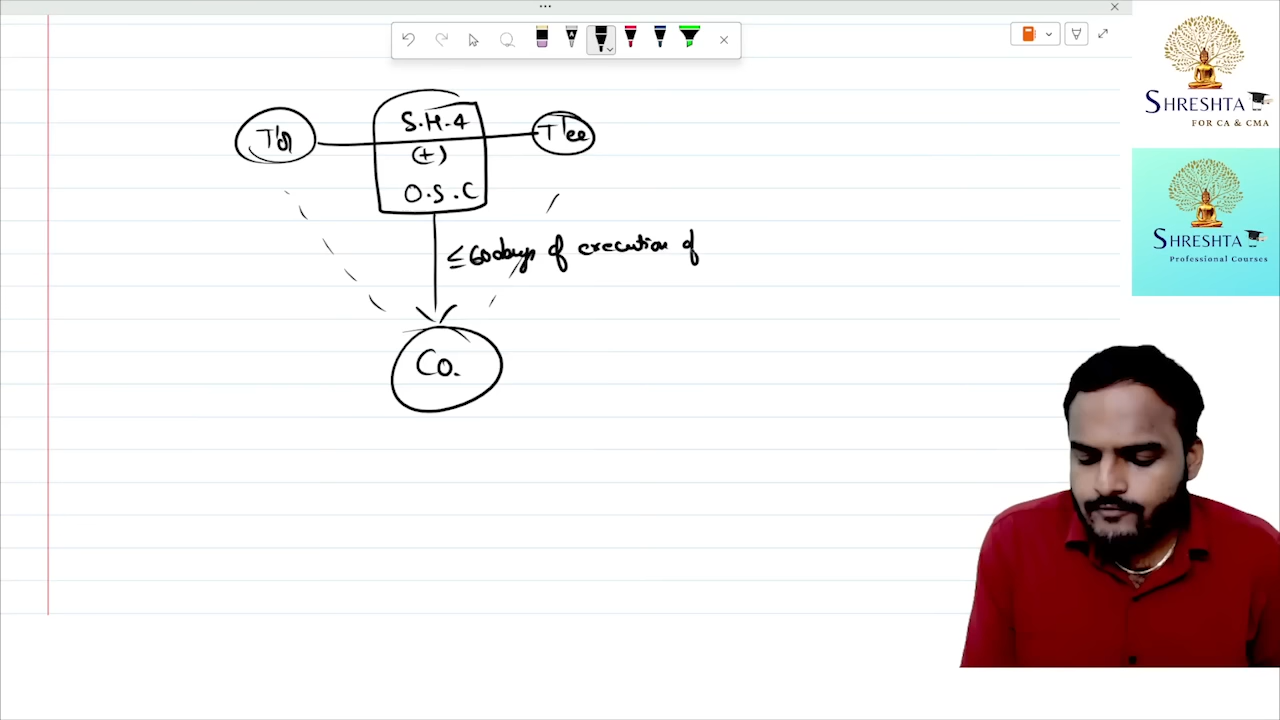 SHRESHTA
FOR CA & CMA
SHRESHTA
Professional Courses
T'or
S.H.4
T'ee
(+)
O.S.C
≤60days of execution of
Co.